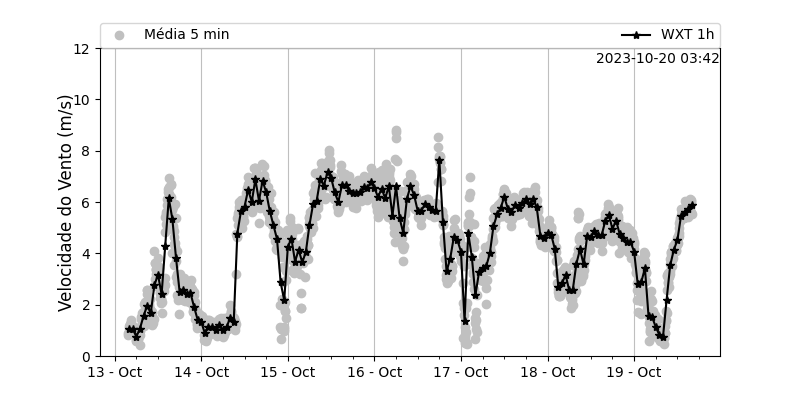 Média 5 min
WXT 1h
2023-10-20 03:42
Velocidade do Vento (m/s)
12
10
8
6
4
2
0
13 - Oct
14 - Oct
15 - Oct
16 - Oct
17 - Oct
18 - Oct
19 - Oct